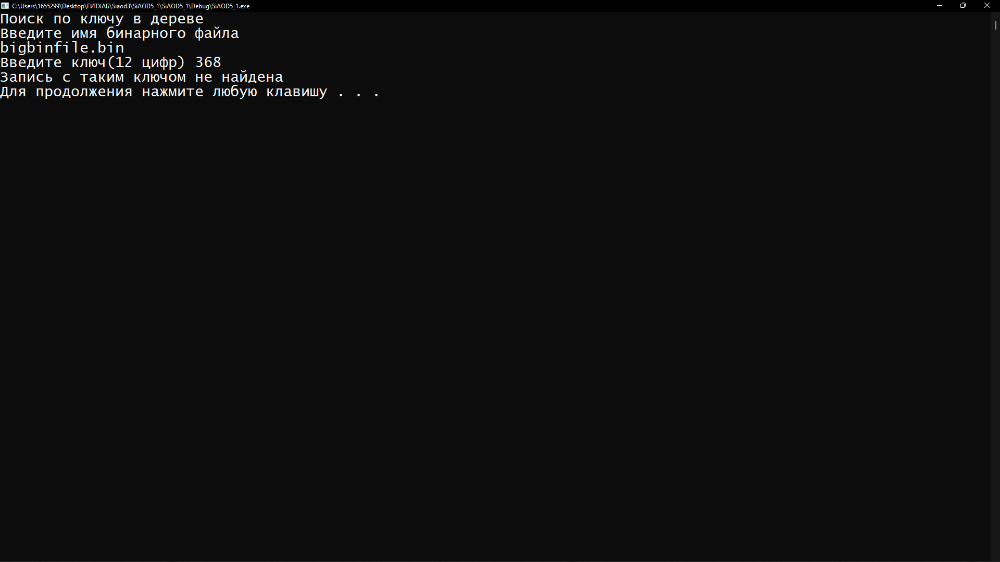 C:\Users\1655299\Desktop\ГИТХАБ\Siaod3\SiAOD5_1\SiAOD5_1\Debug\SiAOD5_1.exe
Поиск по ключу в дереве
Введите имя бинарного файла
bigbinfile.bin
Введите ключ(12 цифр) 368
Запись с таким ключом не найдена
Для продолжения нажмите любую клавишу . . .